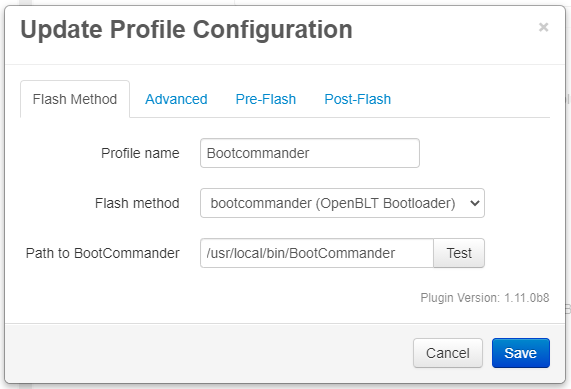 Update Profile Configuration ×
Flash Method Advanced Pre-Flash Post-Flash
Profile name Bootcommander
Flash method bootcommander (OpenBLT Bootloader)
Path to BootCommander /usr/local/bin/BootCommander Test
Plugin Version: 1.11.0b8
Cancel Save